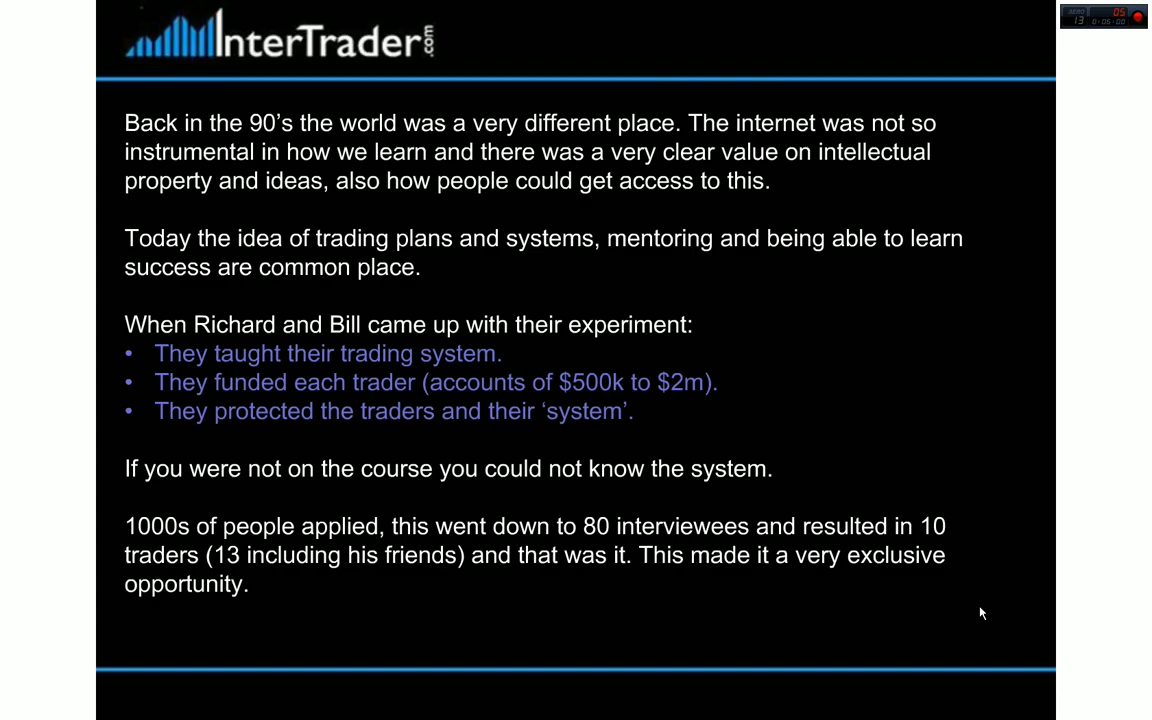 InterTrader.com
AERO 05
13 0:05:00
Back in the 90's the world was a very different place. The internet was not so
instrumental in how we learn and there was a very clear value on intellectual
property and ideas, also how people could get access to this.
Today the idea of trading plans and systems, mentoring and being able to learn
success are common place.
When Richard and Bill came up with their experiment:
• They taught their trading system.
• They funded each trader (accounts of $500k to $2m).
• They protected the traders and their ‘system’.
If you were not on the course you could not know the system.
1000s of people applied, this went down to 80 interviewees and resulted in 10
traders (13 including his friends) and that was it. This made it a very exclusive
opportunity.